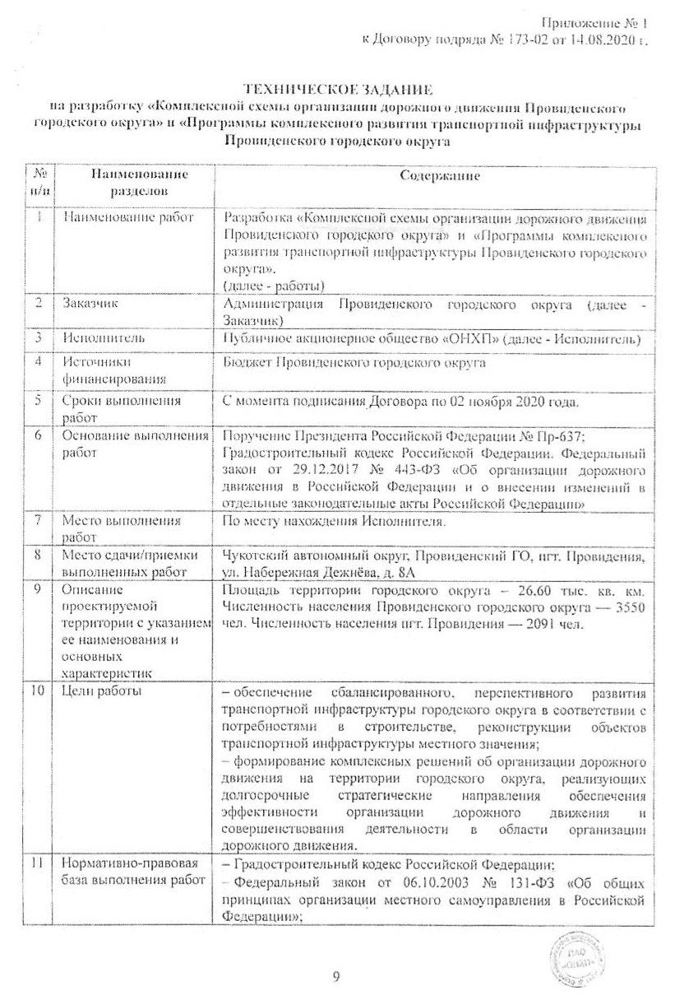 Приложение № 1
к Договору подряда № 173-02 от 14.08.2020 г.
ТЕХНИЧЕСКОЕ ЗАДАНИЕ
на разработку «Комплексной схемы организации дорожного движения Провиденского
городского округа» и «Программы комплексного развития транспортной инфраструктуры
Провиденского городского округа
№ п/п
Наименование разделов
Содержание
1
Наименование работ
Разработка «Комплексной схемы организации дорожного движения
Провиденского городского округа» и «Программы комплексного
развития транспортной инфраструктуры Провиденского городского
округа».
(далее - работы)
2
Заказчик
Администрация Провиденского городского округа (далее -
Заказчик)
3
Исполнитель
Публичное акционерное общество «ОНХП» (далее - Исполнитель)
4
Источники
финансирования
Бюджет Провиденского городского округа
5
Сроки выполнения
работ
С момента подписания Договора по 02 ноября 2020 года.
6
Основание выполнения
работ
Поручение Президента Российской Федерации № Пр-637;
Градостроительный кодекс Российской Федерации. Федеральный
закон от 29.12.2017 № 443-ФЗ «Об организации дорожного
движения в Российской Федерации и о внесении изменений в
отдельные законодательные акты Российской Федерации»
7
Место выполнения
работ
По месту нахождения Исполнителя.
8
Место сдачи/приемки
выполненных работ
Чукотский автономный округ, Провиденский ГО, пгт. Провидения,
ул. Набережная Дежнёва, д. 8А
9
Описание
проектируемой
территории с указанием
ее наименования и
основных
характеристик
Площадь территории городского округа – 26.60 тыс. кв. км.
Численность населения Провиденского городского округа — 3550
чел. Численность населения пгт. Провидения — 2091 чел.
10
Цели работы
– обеспечение сбалансированного, перспективного развития
транспортной инфраструктуры городского округа в соответствии с
потребностями в строительстве, реконструкции объектов
транспортной инфраструктуры местного значения;
– формирование комплексных решений об организации дорожного
движения на территории городского округа, реализующих
долгосрочные стратегические направления обеспечения
эффективности организации дорожного движения и
совершенствования деятельности в области организации
дорожного движения.
11
Нормативно-правовая
база выполнения работ
– Градостроительный кодекс Российской Федерации;
– Федеральный закон от 06.10.2003 № 131-ФЗ «Об общих
принципах организации местного самоуправления в Российской
Федерации»;
ПАО
«ОНХП»
9